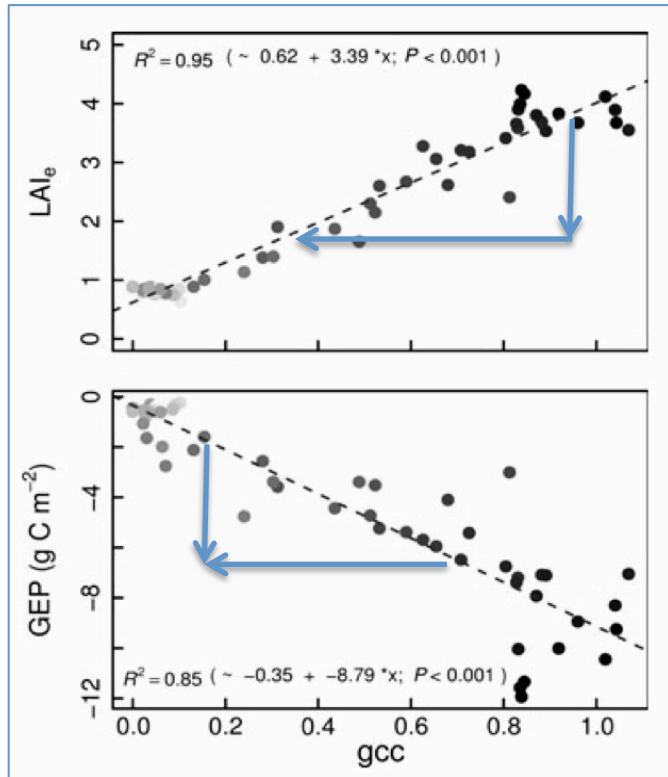 R² = 0.95 ( ~ 0.62 + 3.39 *x; P < 0.001 )
LAIe
5
4
3
2
1
0
GEP (g C m⁻²)
0
-4
-8
-12
R² = 0.85 ( ~ -0.35 + -8.79 *x; P < 0.001 )
0.0 0.2 0.4 0.6 0.8 1.0
gcc